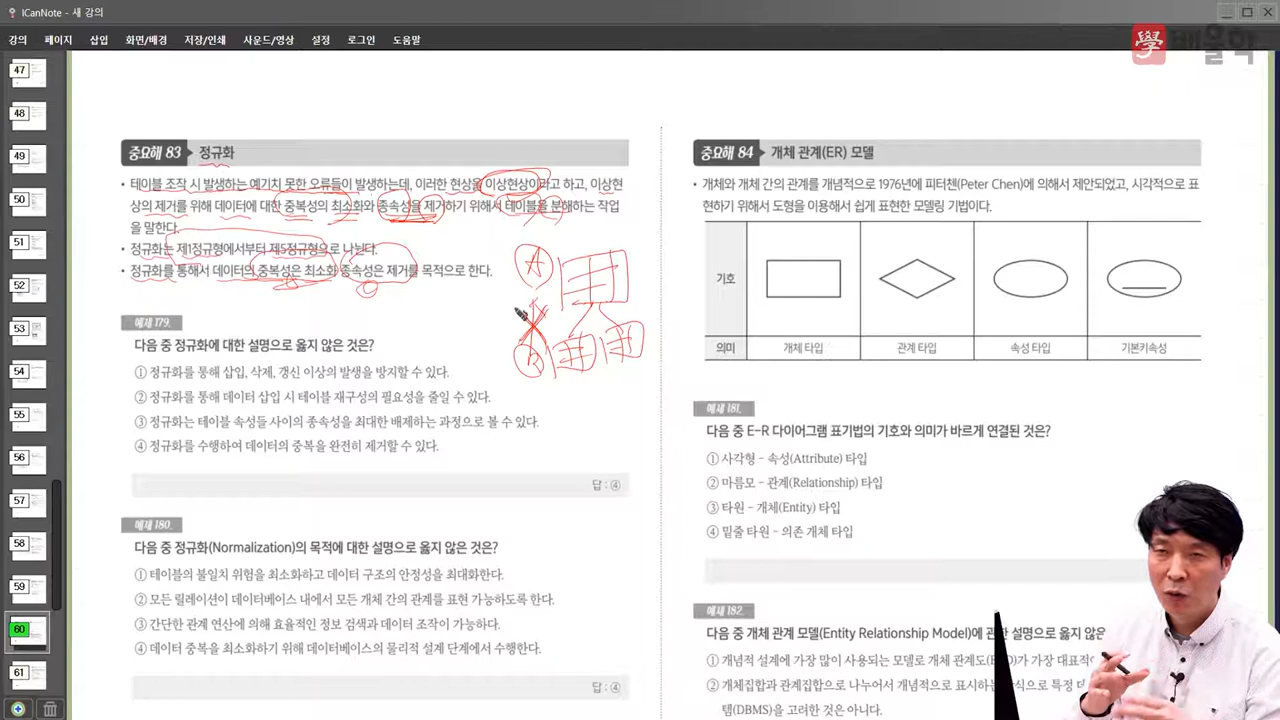 ICanNote - 새 강의
강의 페이지 삽입 화면/배경 저장/인쇄 사운드/영상 설정 로그인 도움말
學 배울학
47
48
49
50
51
52
53
54
55
56
57
58
59
60
61
중요해 83 정규화
• 테이블 조작 시 발생하는 예기치 못한 오류들이 발생하는데, 이러한 현상을 이상현상이라고 하고, 이상현
상의 제거를 위해 데이터에 대한 중복성의 최소화와 종속성을 제거하기 위해서 테이블을 분해하는 작업
을 말한다.
• 정규화는 제1정규형에서부터 제5정규형으로 나뉜다.
• 정규화를 통해서 데이터의 중복성은 최소화 종속성은 제거를 목적으로 한다.
A
B
예제 179.
다음 중 정규화에 대한 설명으로 옳지 않은 것은?
① 정규화를 통해 삽입, 삭제, 갱신 이상의 발생을 방지할 수 있다.
② 정규화를 통해 데이터 삽입 시 테이블 재구성의 필요성을 줄일 수 있다.
③ 정규화는 테이블 속성들 사이의 종속성을 최대한 배제하는 과정으로 볼 수 있다.
④ 정규화를 수행하여 데이터의 중복을 완전히 제거할 수 있다.
답 : ④
예제 180.
다음 중 정규화(Normalization)의 목적에 대한 설명으로 옳지 않은 것은?
① 테이블의 불일치 위험을 최소화하고 데이터 구조의 안정성을 최대화한다.
② 모든 릴레이션이 데이터베이스 내에서 모든 개체 간의 관계를 표현 가능하도록 한다.
③ 간단한 관계 연산에 의해 효율적인 정보 검색과 데이터 조작이 가능하다.
④ 데이터 중복을 최소화하기 위해 데이터베이스의 물리적 설계 단계에서 수행한다.
답 : ④
중요해 84 개체 관계(ER) 모델
• 개체와 개체 간의 관계를 개념적으로 1976년에 피터첸(Peter Chen)에 의해서 제안되었고, 시각적으로 표
현하기 위해서 도형을 이용해서 쉽게 표현한 모델링 기법이다.
기호
의미 개체 타입 관계 타입 속성 타입 기본키속성
예제 181.
다음 중 E-R 다이어그램 표기법의 기호와 의미가 바르게 연결된 것은?
① 사각형 - 속성(Attribute) 타입
② 마름모 - 관계(Relationship) 타입
③ 타원 - 개체(Entity) 타입
④ 밑줄 타원 - 의존 개체 타입
예제 182.
다음 중 개체 관계 모델(Entity Relationship Model)에 관한 설명으로 옳지 않은
① 개념적 설계에 가장 많이 사용되는 모델로 개체 관계도(ERD)가 가장 대표적
② 개체집합과 관계집합으로 나누어서 개념적으로 표시하는 방식으로 특정
템(DBMS)을 고려한 것은 아니다.